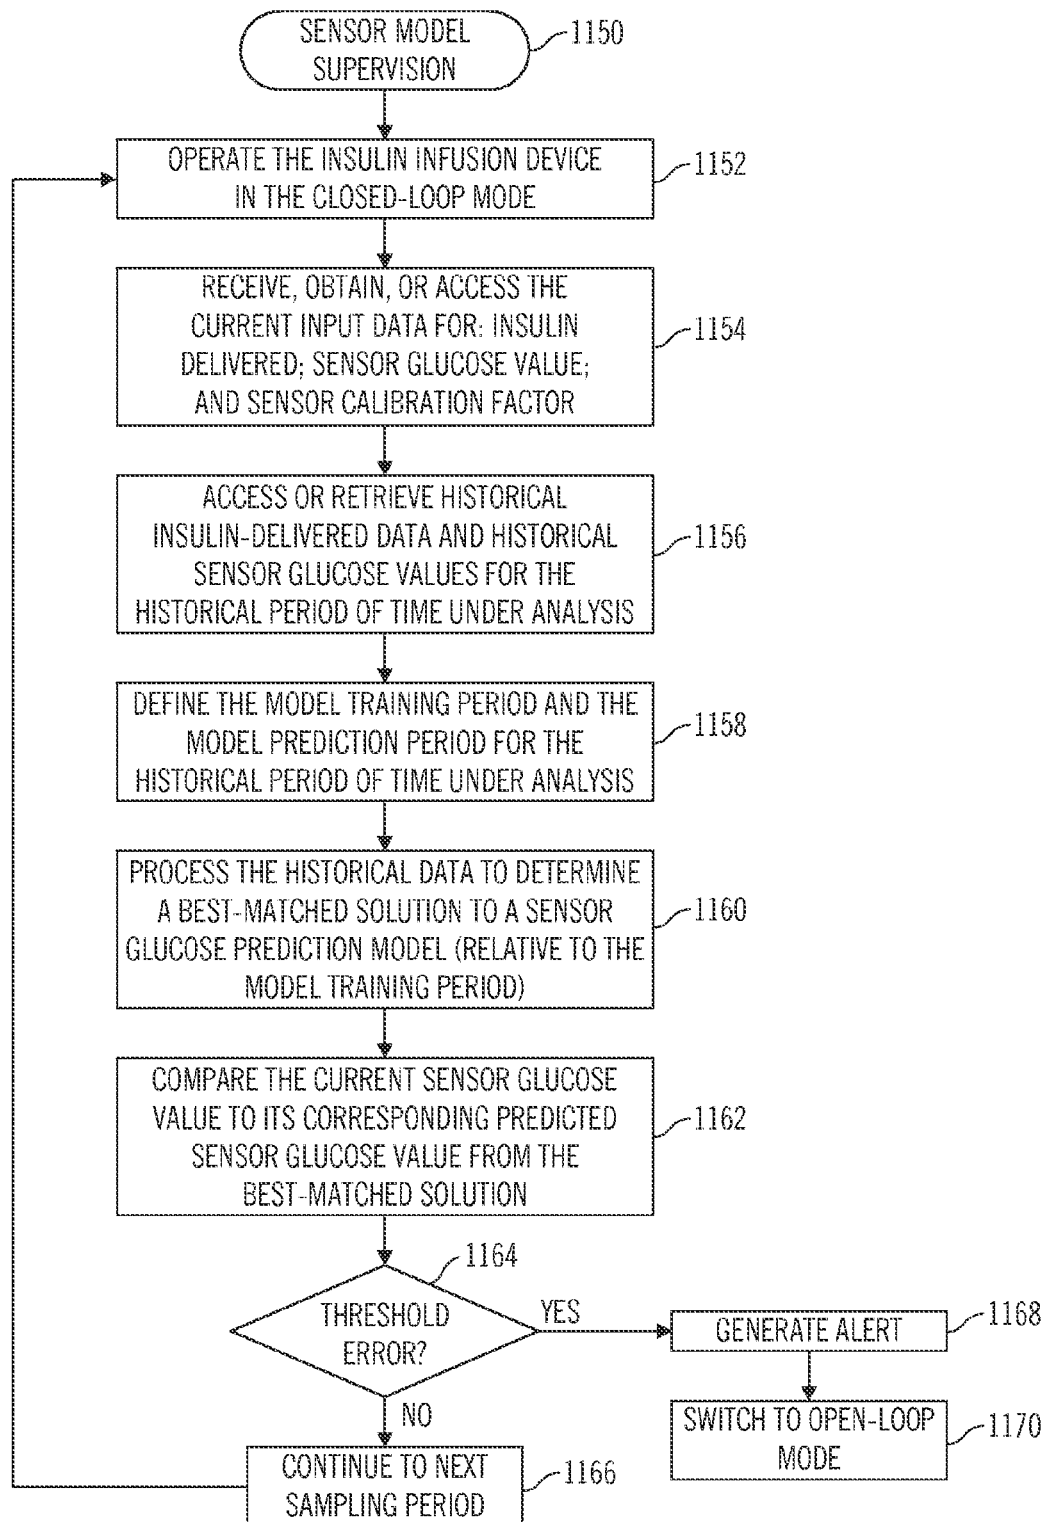 SENSOR MODEL
SUPERVISION
1150
OPERATE THE INSULIN INFUSION DEVICE
IN THE CLOSED-LOOP MODE
1152
RECEIVE, OBTAIN, OR ACCESS THE
CURRENT INPUT DATA FOR: INSULIN
DELIVERED; SENSOR GLUCOSE VALUE;
AND SENSOR CALIBRATION FACTOR
1154
ACCESS OR RETRIEVE HISTORICAL
INSULIN-DELIVERED DATA AND HISTORICAL
SENSOR GLUCOSE VALUES FOR THE
HISTORICAL PERIOD OF TIME UNDER ANALYSIS
1156
DEFINE THE MODEL TRAINING PERIOD AND THE
MODEL PREDICTION PERIOD FOR THE
HISTORICAL PERIOD OF TIME UNDER ANALYSIS
1158
PROCESS THE HISTORICAL DATA TO DETERMINE
A BEST-MATCHED SOLUTION TO A SENSOR
GLUCOSE PREDICTION MODEL (RELATIVE TO THE
MODEL TRAINING PERIOD)
1160
COMPARE THE CURRENT SENSOR GLUCOSE
VALUE TO ITS CORRESPONDING PREDICTED
SENSOR GLUCOSE VALUE FROM THE
BEST-MATCHED SOLUTION
1162
1164
THRESHOLD
ERROR?
YES
GENERATE ALERT
1168
NO
SWITCH TO OPEN-LOOP
MODE
1170
CONTINUE TO NEXT
SAMPLING PERIOD
1166